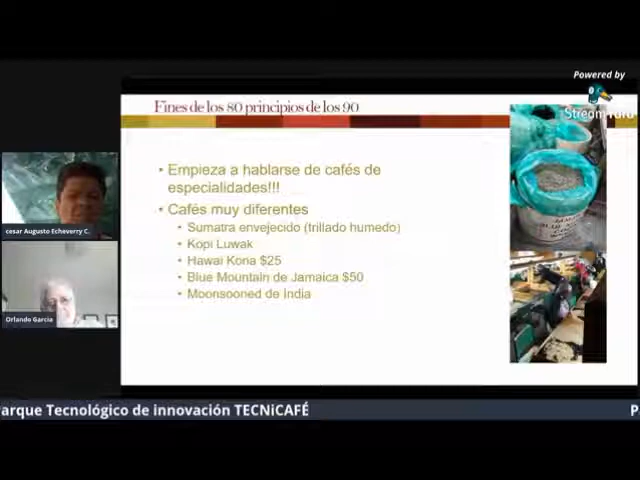 Powered by
StreamYard
Fines de los 80 principios de los 90
• Empieza a hablarse de cafés de
especialidades!!!
• Cafés muy diferentes
• Sumatra envejecido (trillado humedo)
• Kopi Luwak
• Hawai Kona $25
• Blue Mountain de Jamaica $50
• Moonsooned de India
cesar Augusto Echeverry C.
Orlando Garcia
arque Tecnológico de innovación TECNiCAFÉ
P